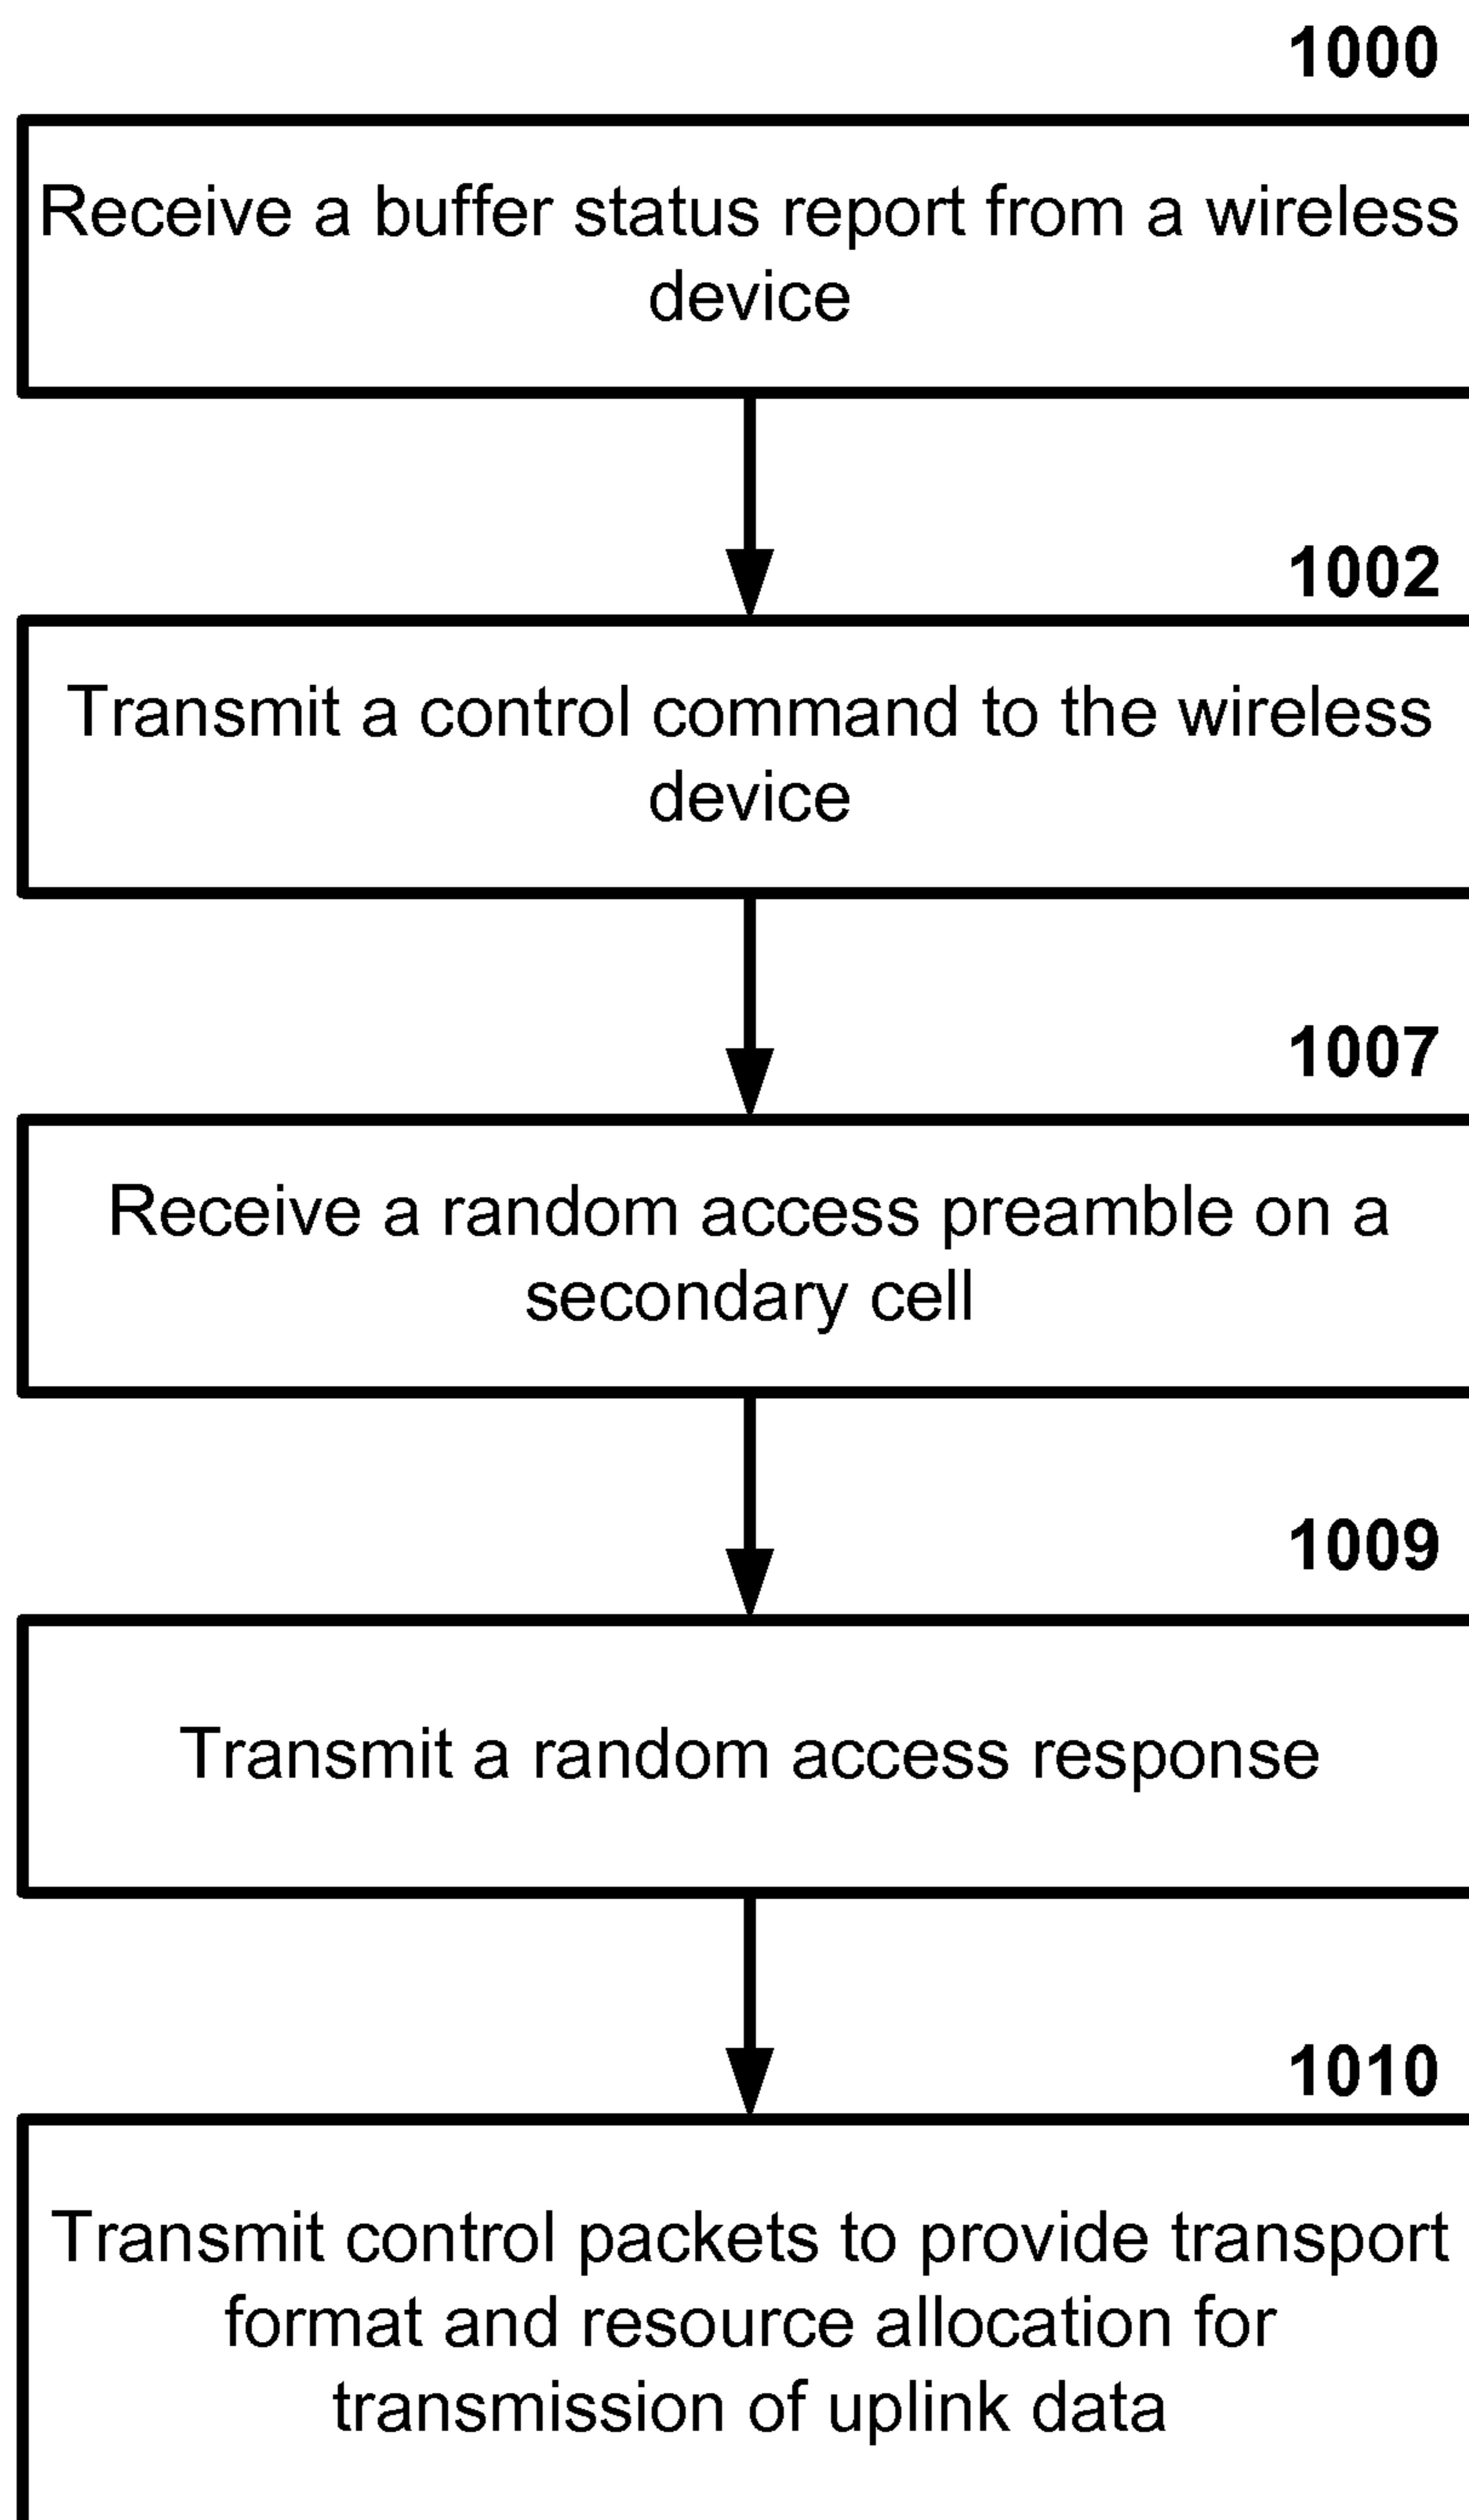 1000
Receive a buffer status report from a wireless
device
1002
Transmit a control command to the wireless
device
1007
Receive a random access preamble on a
secondary cell
1009
Transmit a random access response
1010
Transmit control packets to provide transport
format and resource allocation for
transmission of uplink data